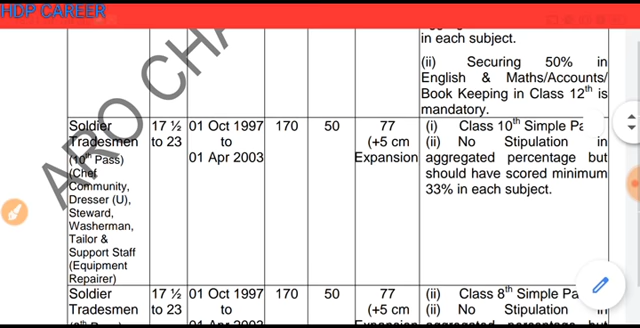 HDP CAREER
in each subject.
(ii) Securing 50% in
English & Maths/Accounts/
Book Keeping in Class 12th is
mandatory.
ARO CHA
Soldier 17 ½ 01 Oct 1997 170 50 77 (i) Class 10th Simple Pa
Tradesmen to 23 to (+5 cm (ii) No Stipulation in
(10th Pass) 01 Apr 2003 Expansion aggregated percentage but
(Chef should have scored minimum
Community, 33% in each subject.
Dresser (U),
Steward,
Washerman,
Tailor &
Support Staff
(Equipment
Repairer)
Soldier 17 ½ 01 Oct 1997 170 50 77 (ii) Class 8th Simple Pa
Tradesmen to 23 to (+5 cm (ii) No Stipulation in